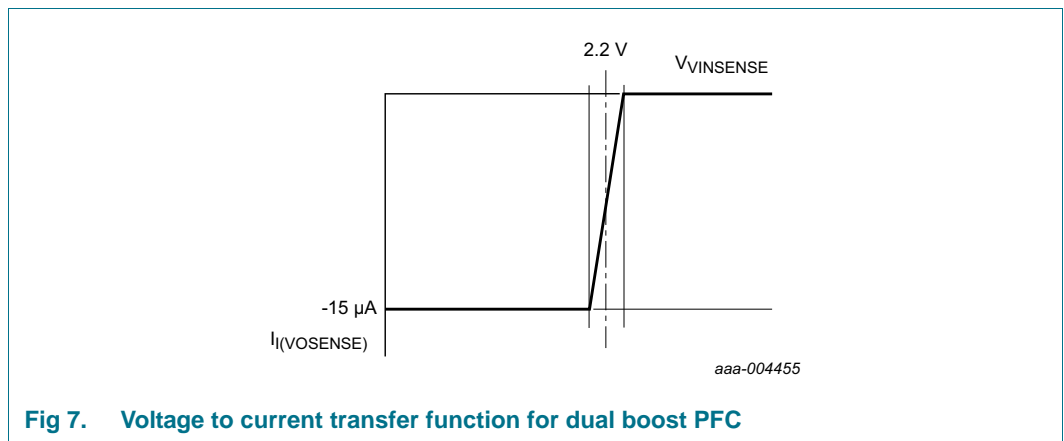 2.2 V
VVINSENSE
-15 μA
II(VOSENSE)
aaa-004455
Fig 7. Voltage to current transfer function for dual boost PFC